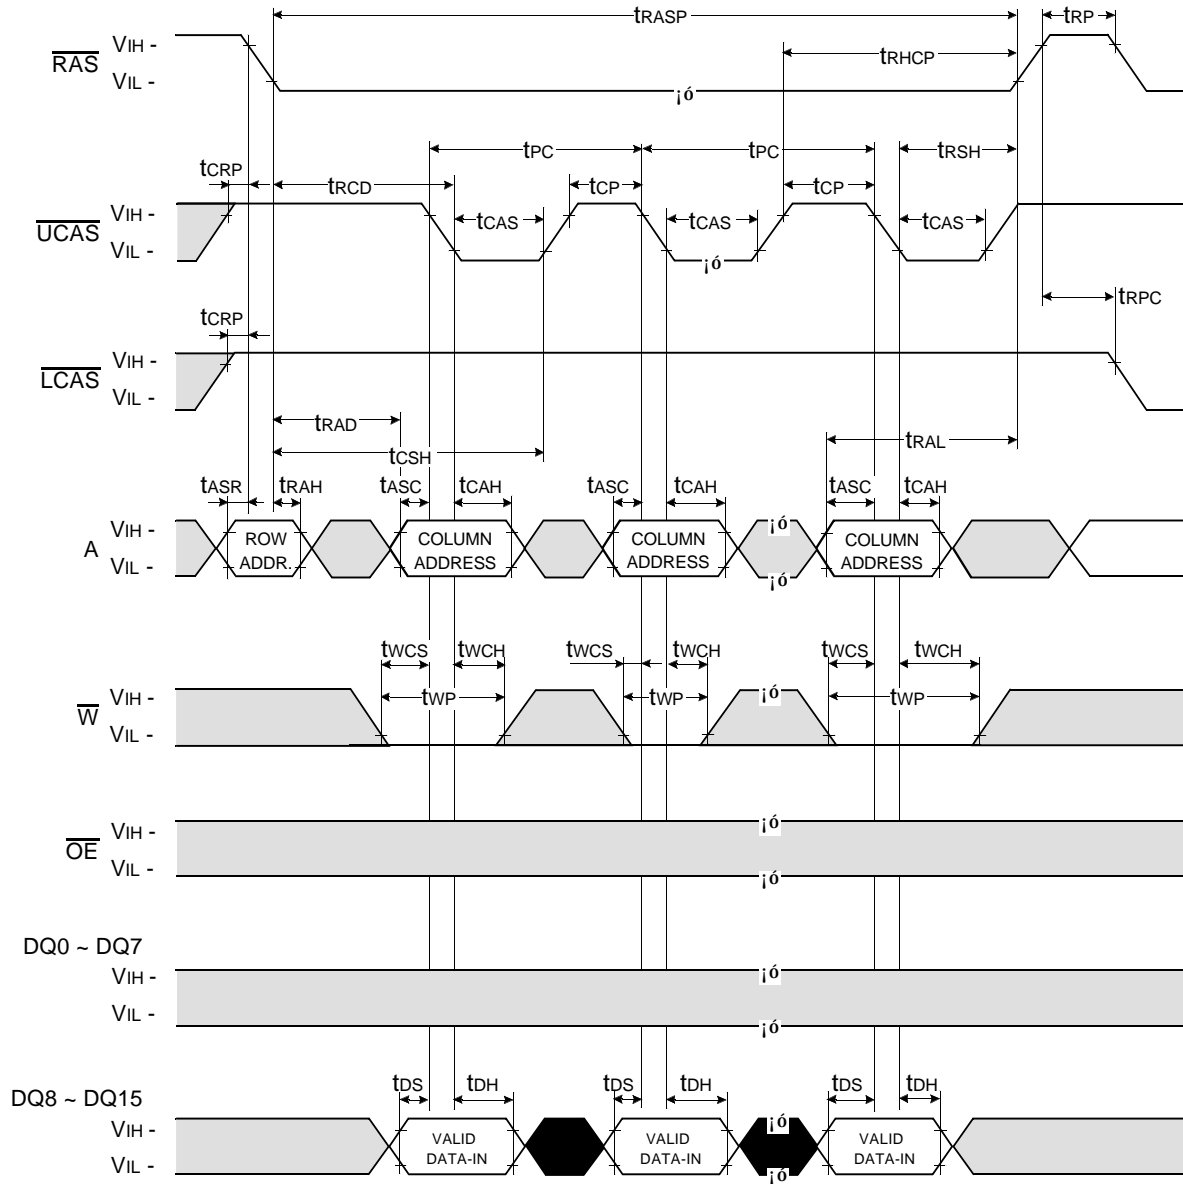 tRASP tRP
RAS VIH - tRHCP
VIL -
¡ó
tCRP tRCD tPC tCP tPC tCP tRSH
UCAS VIH - tCAS tCAS tCAS
VIL -
¡ó
tRPC
tCRP
LCAS VIH -
VIL -
tRAD tRAL
tCSH
tASR tRAH tASC tCAH tASC tCAH tASC tCAH
A VIH - ROW COLUMN COLUMN ¡ó COLUMN
VIL - ADDR. ADDRESS ADDRESS ¡ó ADDRESS
tWCS tWCH tWCS tWCH tWCS tWCH
W VIH - tWP tWP ¡ó tWP
VIL -
OE VIH - ¡ó
VIL - ¡ó
DQ0 ~ DQ7
VIH - ¡ó
VIL - ¡ó
DQ8 ~ DQ15 tDS tDH tDS tDH tDS tDH
VIH - VALID VALID ¡ó VALID
VIL - DATA-IN DATA-IN ¡ó DATA-IN